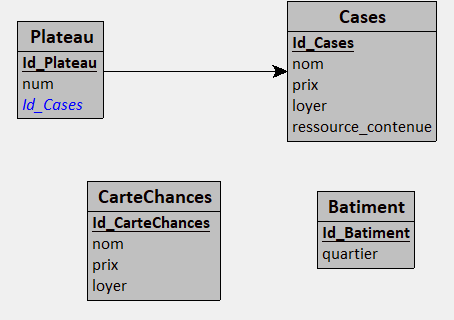 Plateau
Id_Plateau
num
Id_Cases
Cases
Id_Cases
nom
prix
loyer
ressource_contenue
CarteChances
Id_CarteChances
nom
prix
loyer
Batiment
Id_Batiment
quartier